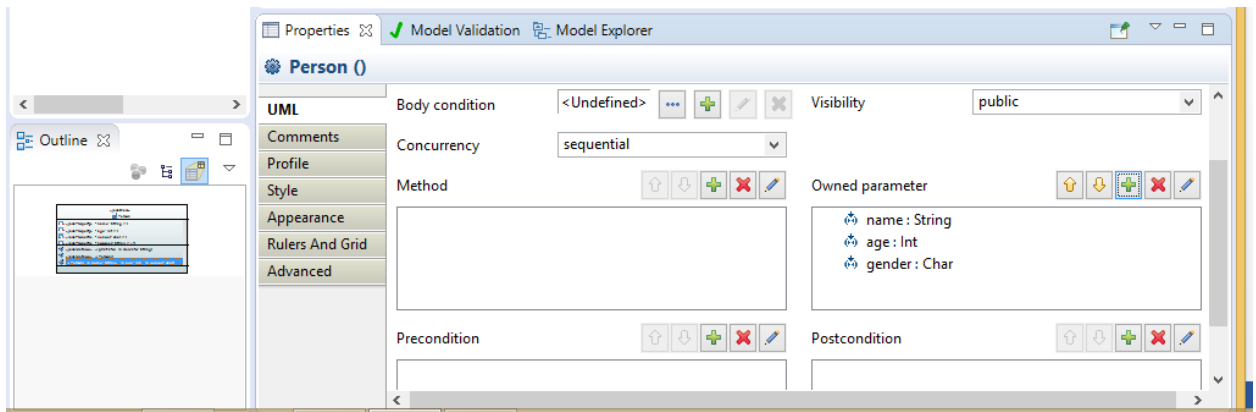 Properties Model Validation Model Explorer
Person ()
Outline
UML
Comments
Profile
Style
Appearance
Rulers And Grid
Advanced
Body condition <Undefined> Visibility public
Concurrency sequential
Method Owned parameter
name : String
age : Int
gender : Char
Precondition Postcondition